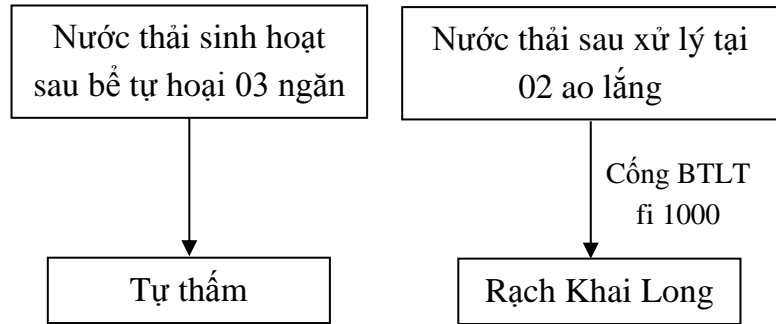 Nước thải sinh hoạt
sau bể tự hoại 03 ngăn
Tự thấm
Nước thải sau xử lý tại
02 ao lắng
Cống BTLT
fi 1000
Rạch Khai Long